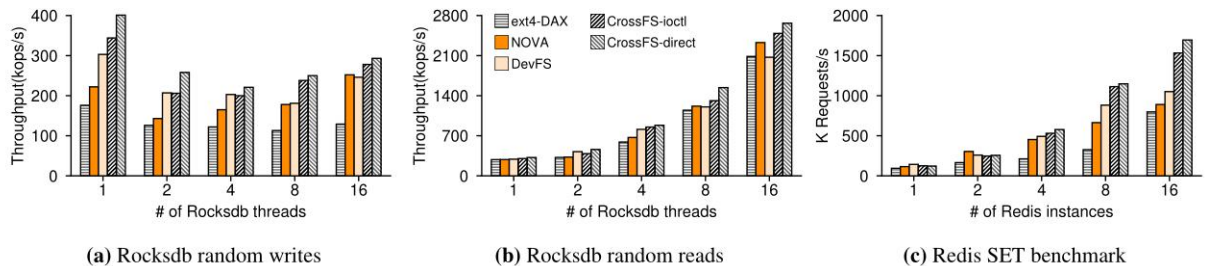 400
300
200
100
0
Throughput(kops/s)
1 2 4 8 16
# of Rocksdb threads
(a) Rocksdb random writes
2800
2100
1400
700
0
Throughput(kops/s)
ext4-DAX
NOVA
DevFS
CrossFS-ioctl
CrossFS-direct
1 2 4 8 16
# of Rocksdb threads
(b) Rocksdb random reads
2000
1500
1000
500
0
K Requests/s
1 2 4 8 16
# of Redis instances
(c) Redis SET benchmark